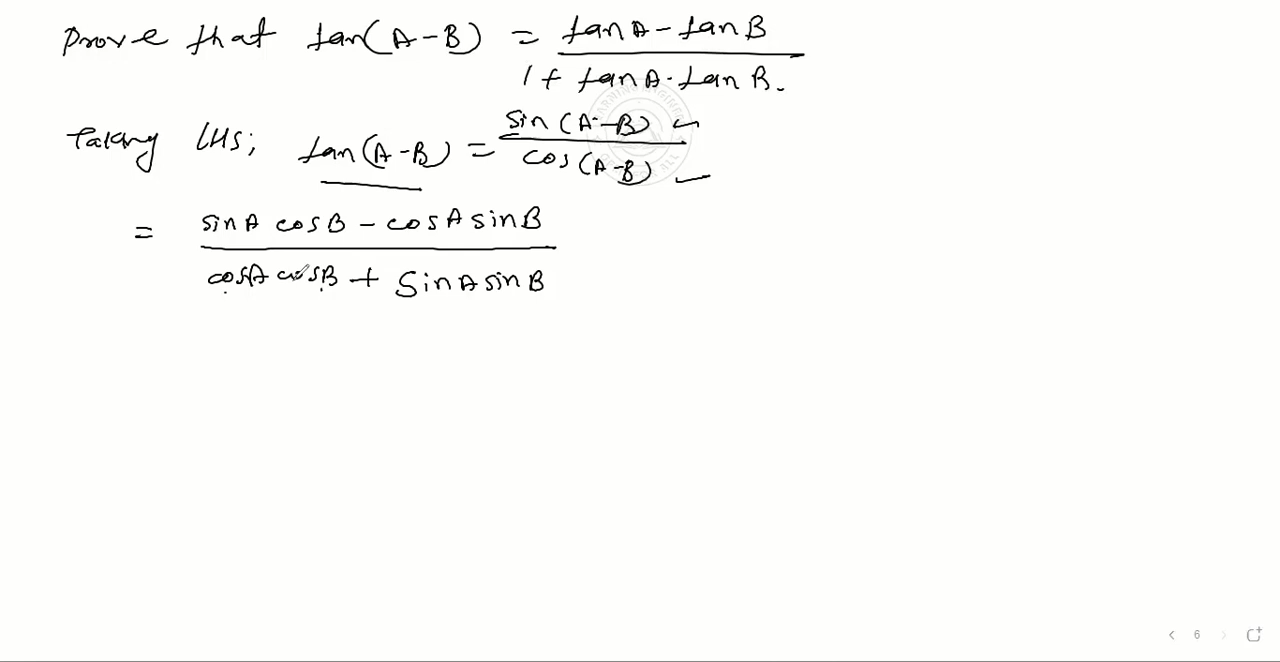 Prove that tan(A-B) = tanA-tanB / 1+ tanA.tanB.
Taking LHS; tan(A-B) = sin(A-B) / cos(A-B)
= sinA cosB - cosA sinB / cosA cosB + SinA sinB
6